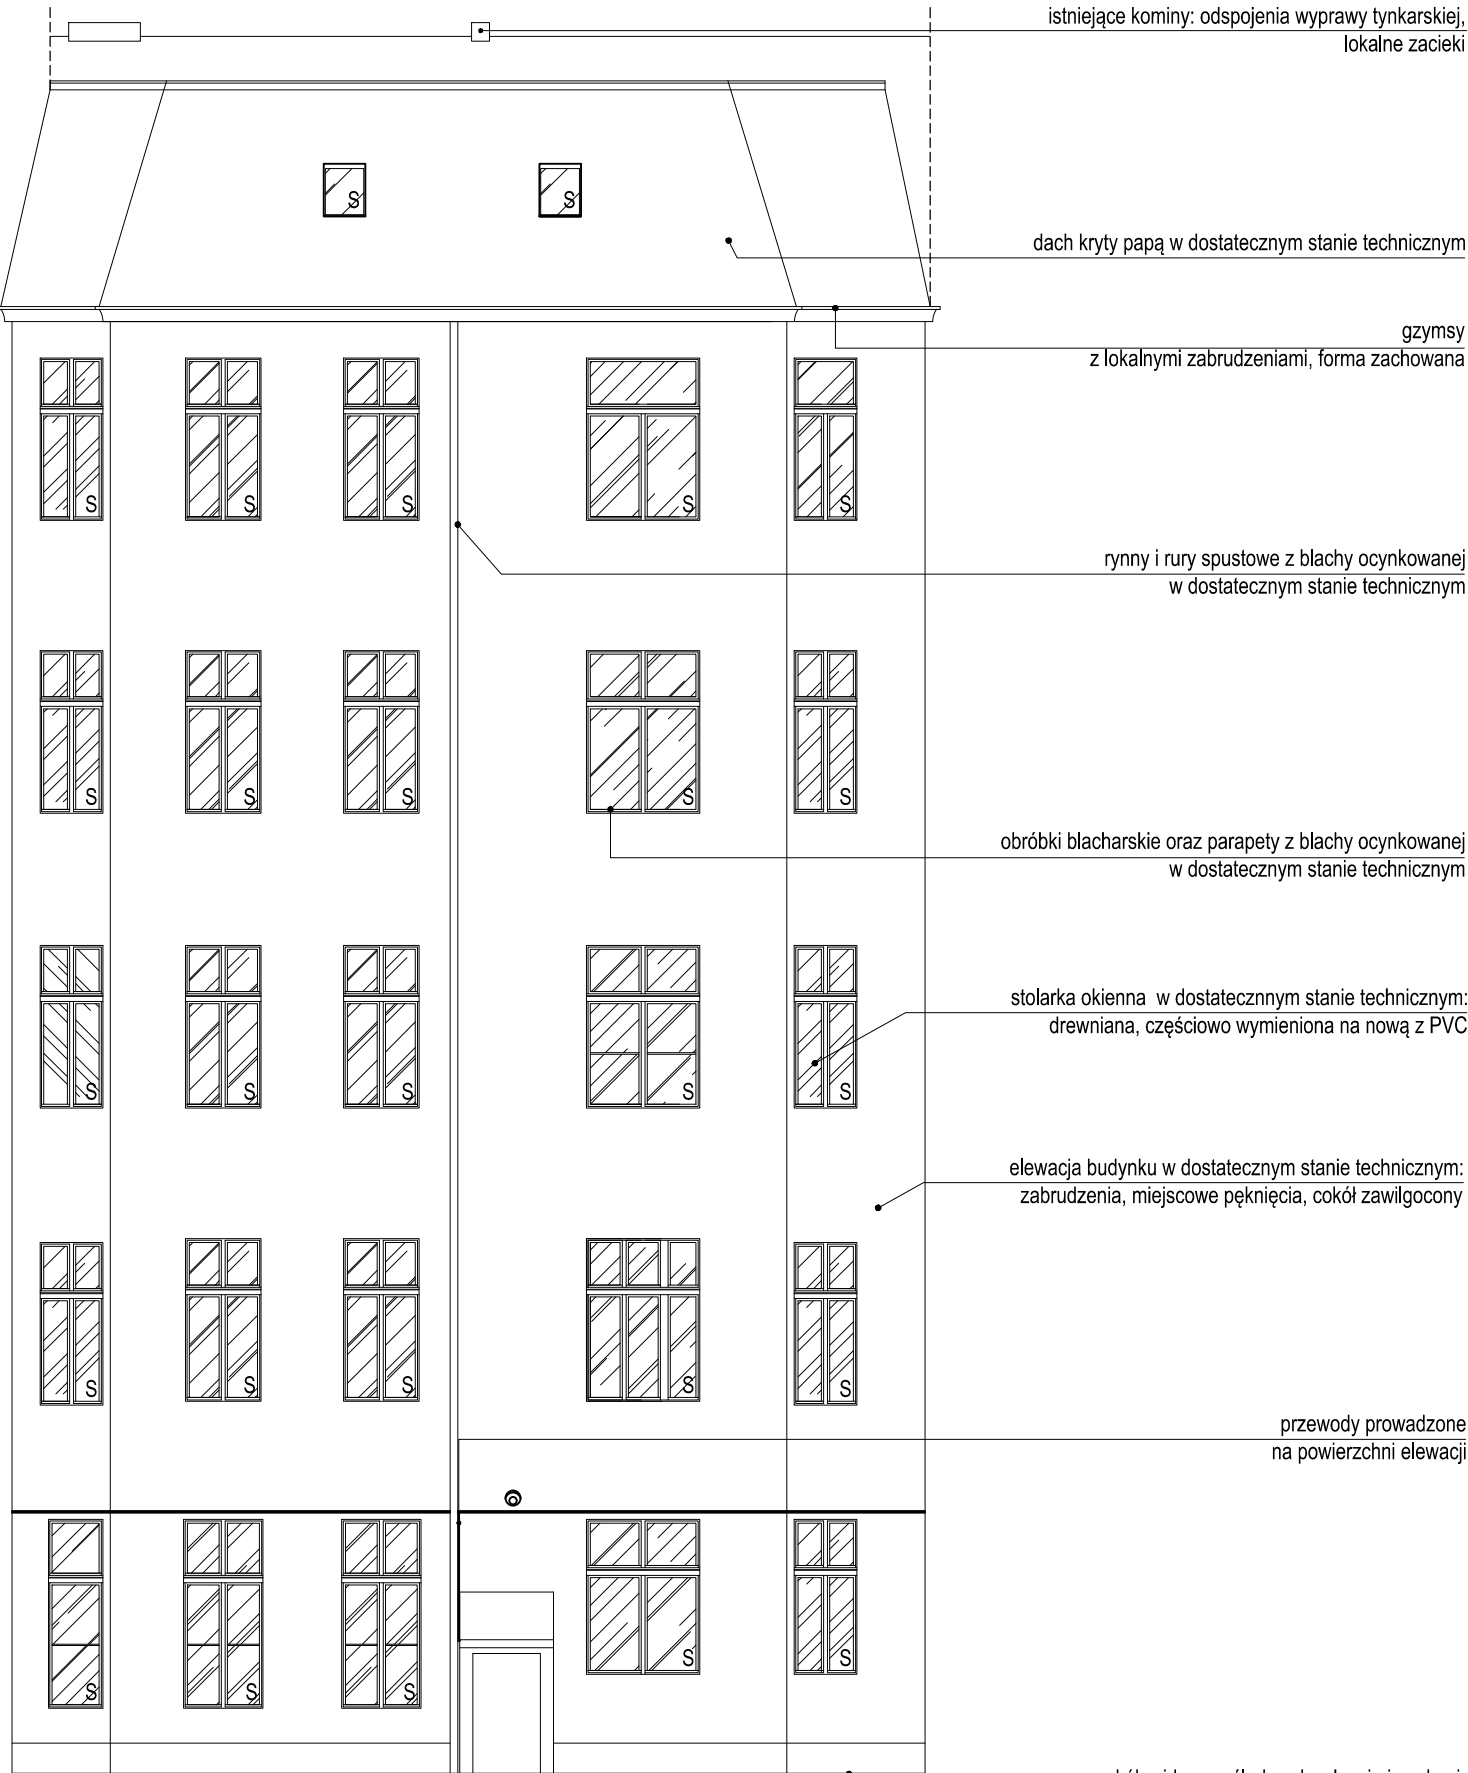 istniejące kominy: odspojenia wyprawy tynkarskiej,
lokalne zacieki
S S
dach kryty papą w dostatecznym stanie technicznym
gzymsy
z lokalnymi zabrudzeniami, forma zachowana
S S S S S
rynny i rury spustowe z blachy ocynkowanej
w dostatecznym stanie technicznym
S S S S S
obróbki blacharskie oraz parapety z blachy ocynkowanej
w dostatecznym stanie technicznym
stolarka okienna w dostatecznnym stanie technicznym:
drewniana, częściowo wymieniona na nową z PVC
S S S S S
elewacja budynku w dostatecznym stanie technicznym:
zabrudzenia, miejscowe pęknięcia, cokół zawilgocony
S S S S S
przewody prowadzone
na powierzchni elewacji
S S S S S